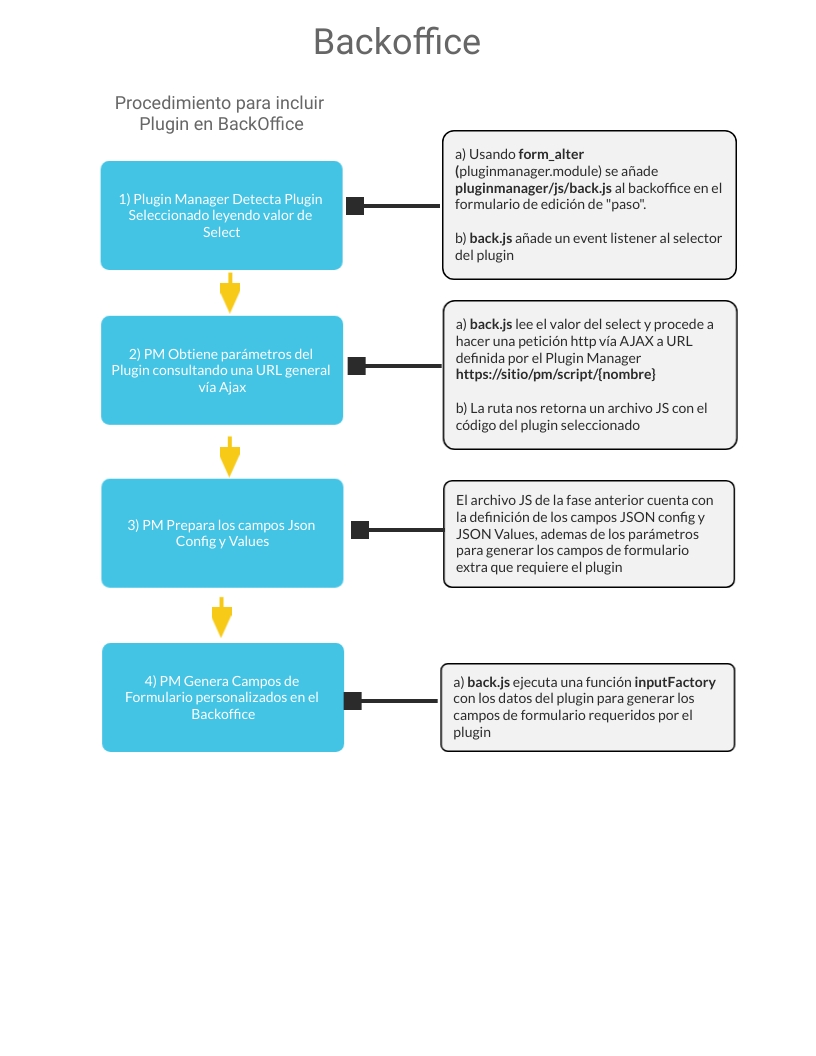 Backoffice
Procedimiento para incluir
Plugin en BackOffice
1) Plugin Manager Detecta Plugin
Seleccionado leyendo valor de
Select
a) Usando form_alter
(pluginmanager.module) se añade
pluginmanager/js/back.js al backoffice en el
formulario de edición de "paso".
b) back.js añade un event listener al selector
del plugin
2) PM Obtiene parámetros del
Plugin consultando una URL general
vía Ajax
a) back.js lee el valor del select y procede a
hacer una petición http vía AJAX a URL
definida por el Plugin Manager
https://sitio/pm/script/{nombre}
b) La ruta nos retorna un archivo JS con el
código del plugin seleccionado
3) PM Prepara los campos Json
Config y Values
El archivo JS de la fase anterior cuenta con
la definición de los campos JSON config y
JSON Values, ademas de los parámetros
para generar los campos de formulario
extra que requiere el plugin
4) PM Genera Campos de
Formulario personalizados en el
Backoffice
a) back.js ejecuta una función inputFactory
con los datos del plugin para generar los
campos de formulario requeridos por el
plugin